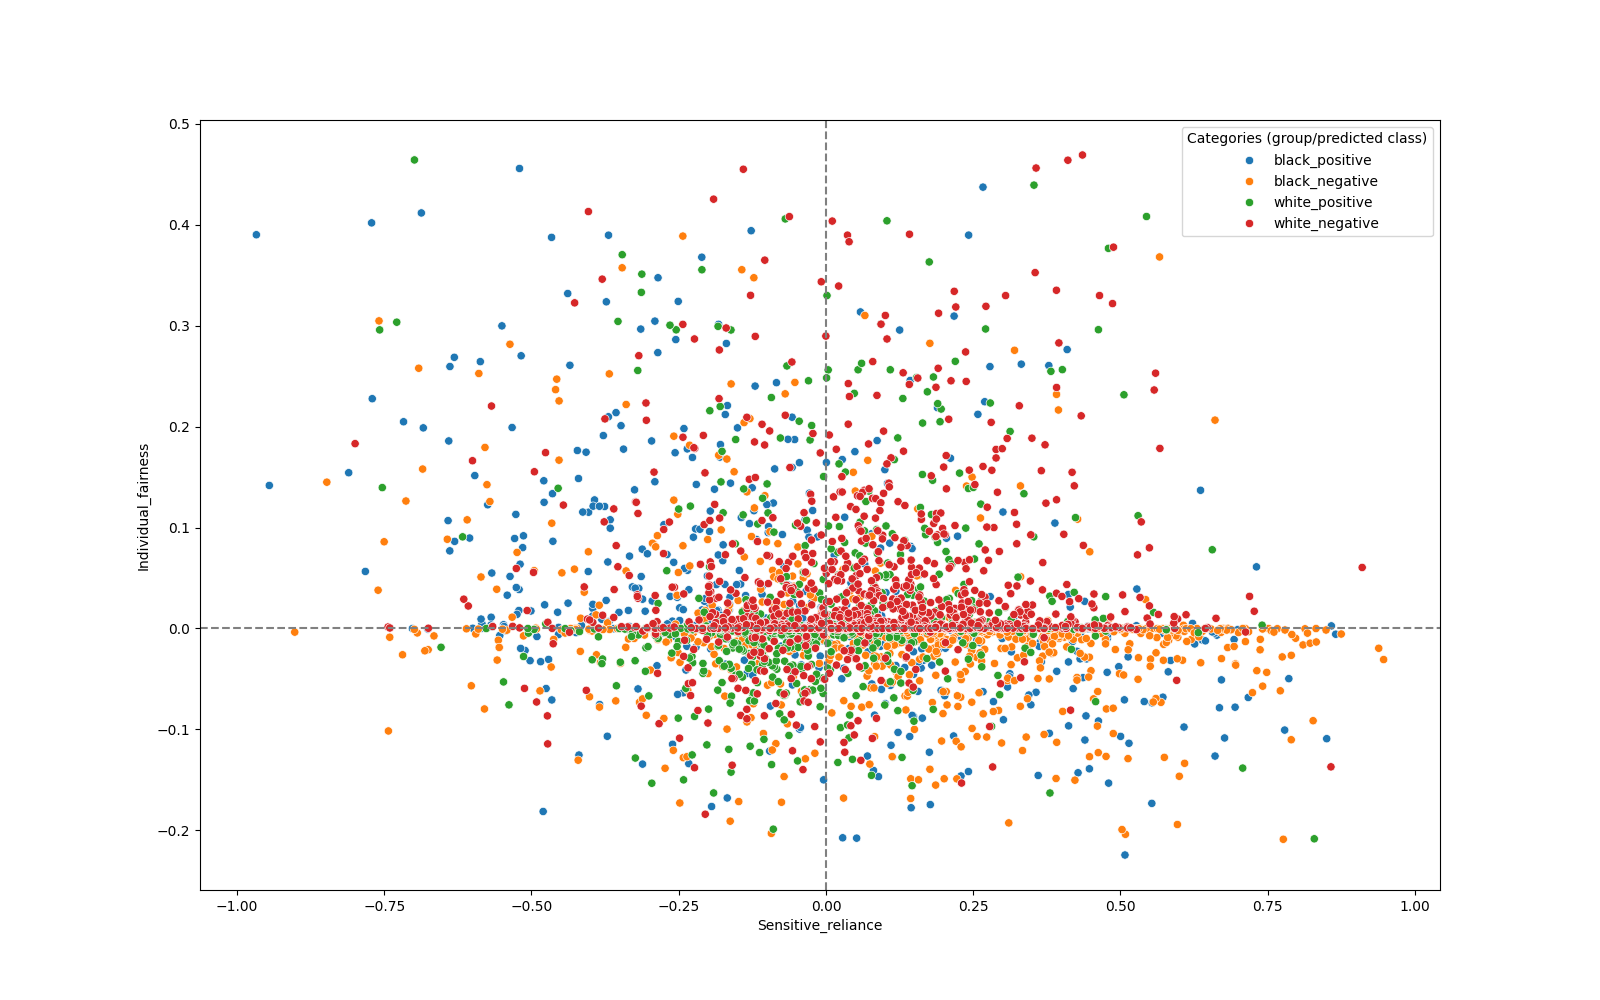 Categories (group/predicted class)
black_positive
black_negative
white_positive
white_negative
0.5
0.4
0.3
0.2
0.1
0.0
−0.1
−0.2
Individual_fairness
−1.00
−0.75
−0.50
−0.25
0.00
0.25
0.50
0.75
1.00
Sensitive_reliance